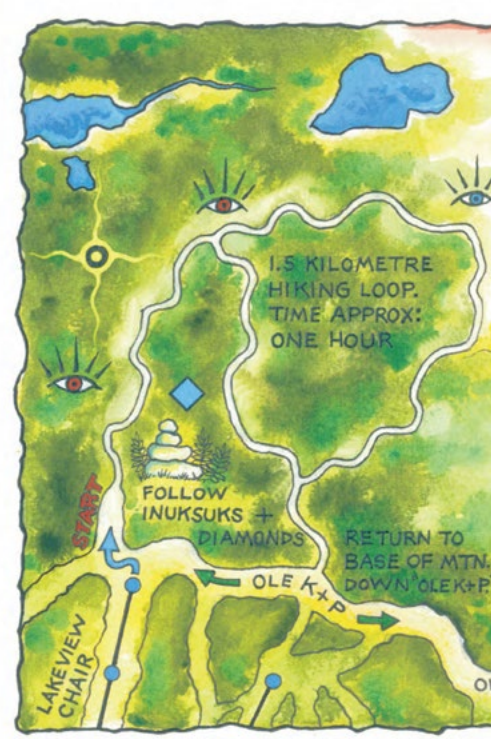 1.5 KILOMETRE
HIKING LOOP.
TIME APPROX:
ONE HOUR
START
FOLLOW
INUKSUKS +
DIAMONDS
RETURN TO
BASE OF MTN.
DOWN "OLE K+P.
OLE K+P
LAKEVIEW
CHAIR